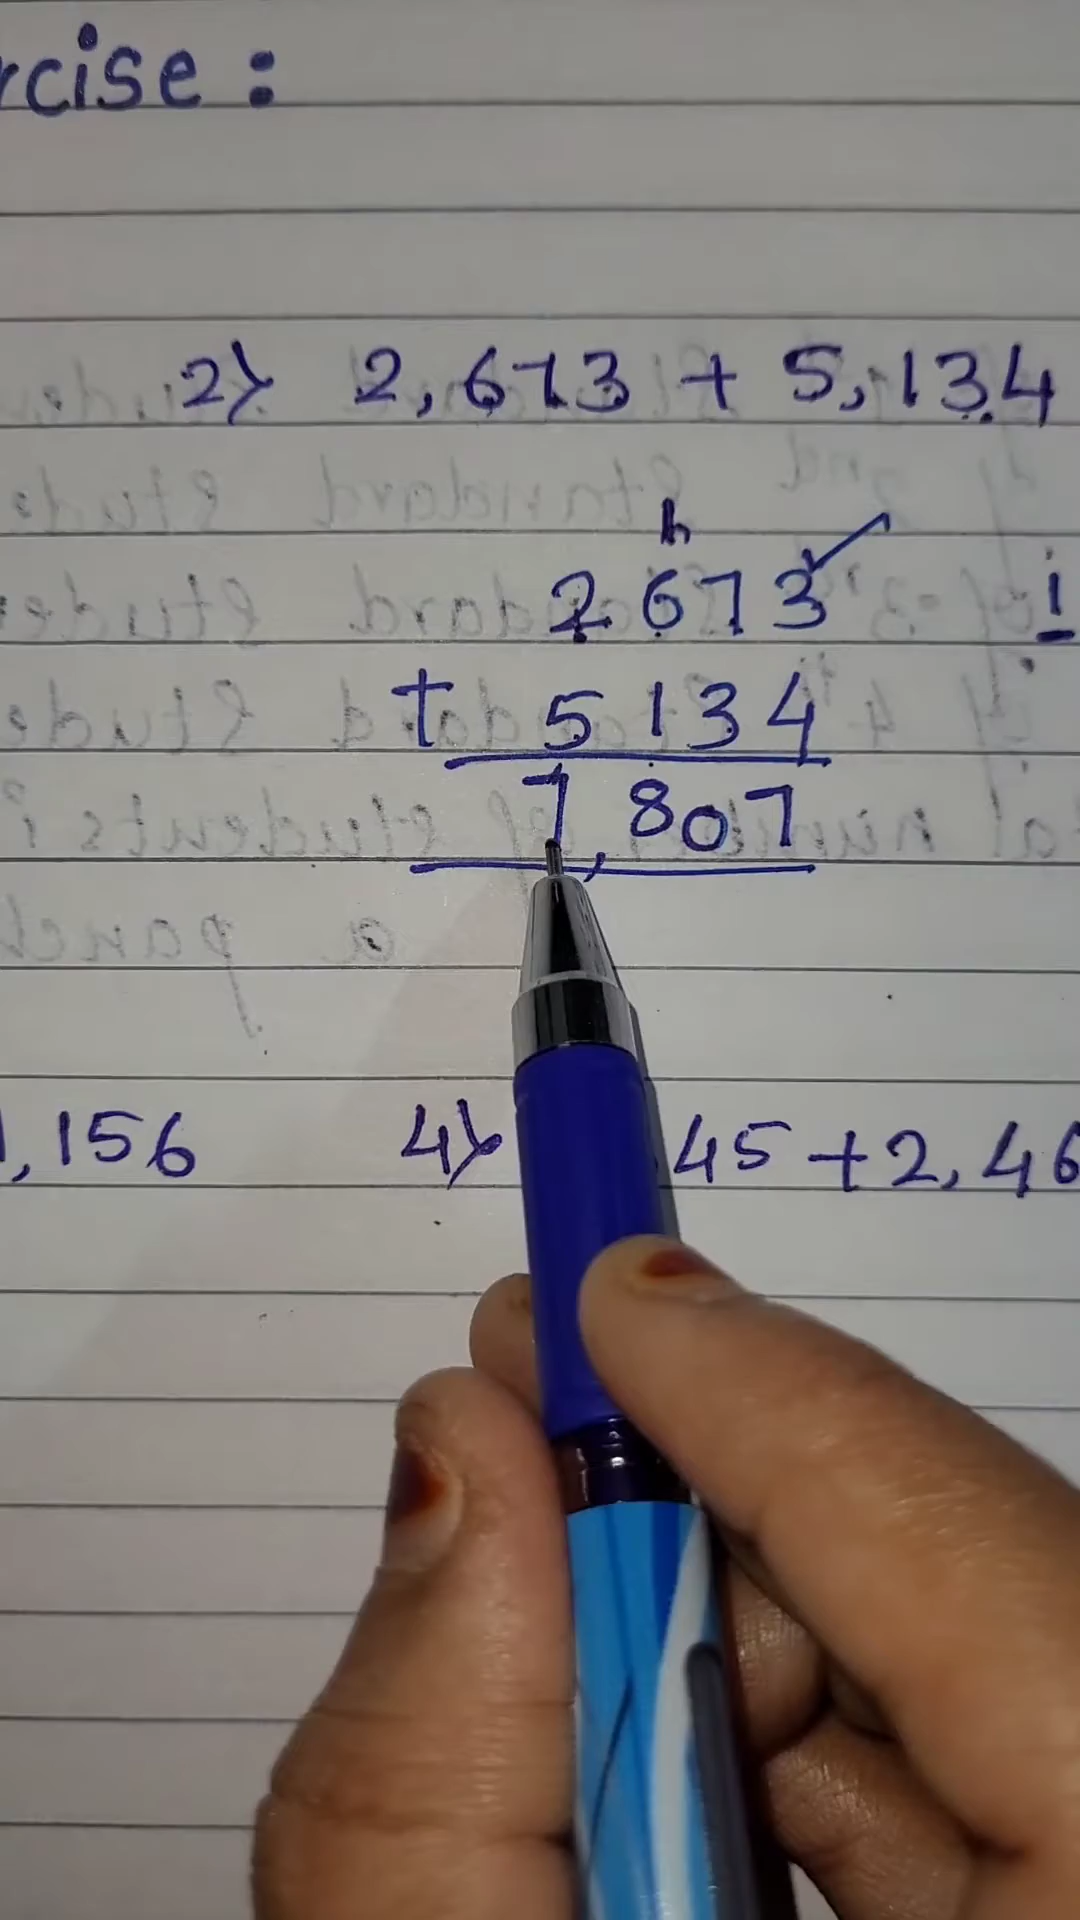 rcise :
2) 2,673 + 5,134
h
2673
+ 5134
7,807
,156
4) 45 + 2,46